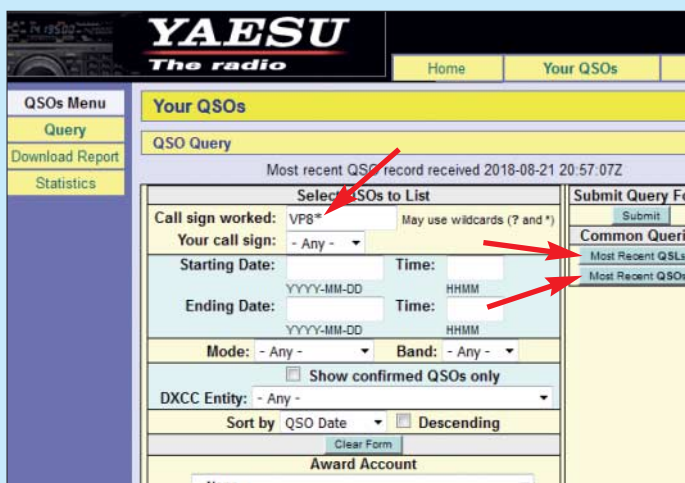 14.195.00
YAESU
The radio
Home
Your QSOs
QSOs Menu
Query
Download Report
Statistics
Your QSOs
QSO Query
Most recent QSO record received 2018-08-21 20:57:07Z
Select QSOs to List
Call sign worked: VP8* May use wildcards (? and *)
Your call sign: - Any -
Starting Date: Time:
YYYY-MM-DD HHMM
Ending Date: Time:
YYYY-MM-DD HHMM
Mode: - Any - Band: - Any -
Show confirmed QSOs only
DXCC Entity: - Any -
Sort by QSO Date Descending
Clear Form
Award Account
Submit Query Fo
Submit
Common Queri
Most Recent QSLs
Most Recent QSOs